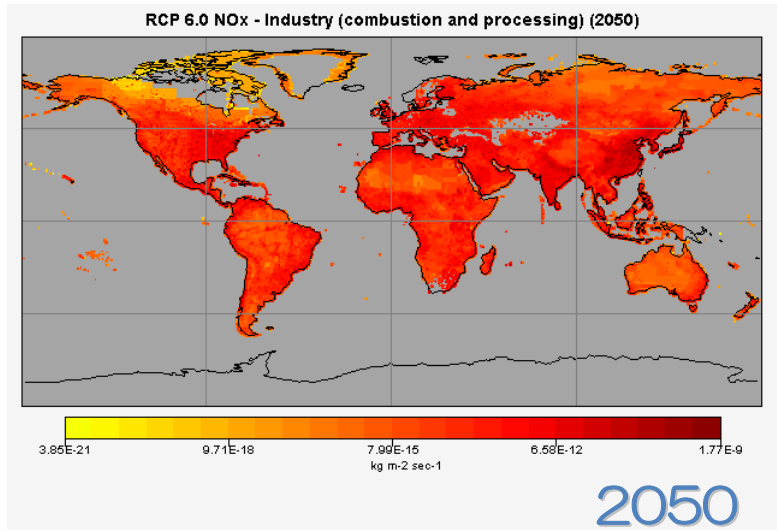 RCP 6.0 NOx - Industry (combustion and processing) (2050)
3.85E-21 9.71E-18 7.99E-15 6.58E-12 1.77E-9
kg m-2 sec-1
2050